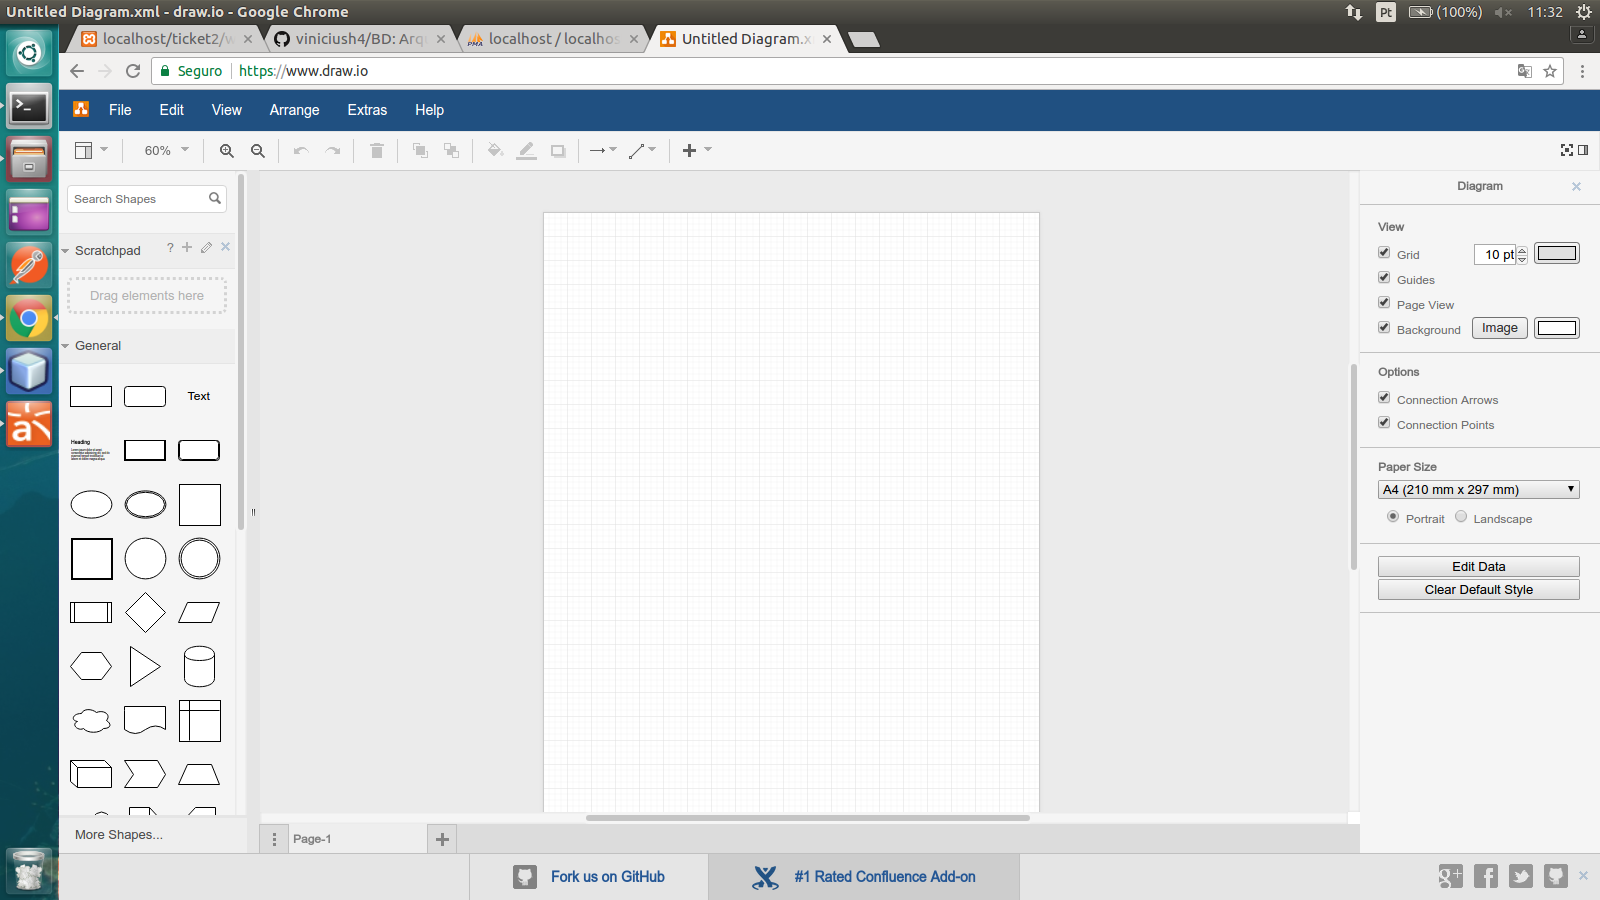 Untitled Diagram.xml - draw.io - Google Chrome
Pt (100%) 11:32
localhost/ticket2/w
viniciush4/BD: Arqu
PMA localhost / localhos
Untitled Diagram.x
Seguro https://www.draw.io
File Edit View Arrange Extras Help
60%
Search Shapes
Scratchpad ?
Drag elements here
General
Text
Heading
More Shapes...
Page-1
Diagram
View
Grid 10 pt
Guides
Page View
Background Image
Options
Connection Arrows
Connection Points
Paper Size
A4 (210 mm x 297 mm)
Portrait Landscape
Edit Data
Clear Default Style
Fork us on GitHub
#1 Rated Confluence Add-on
g+